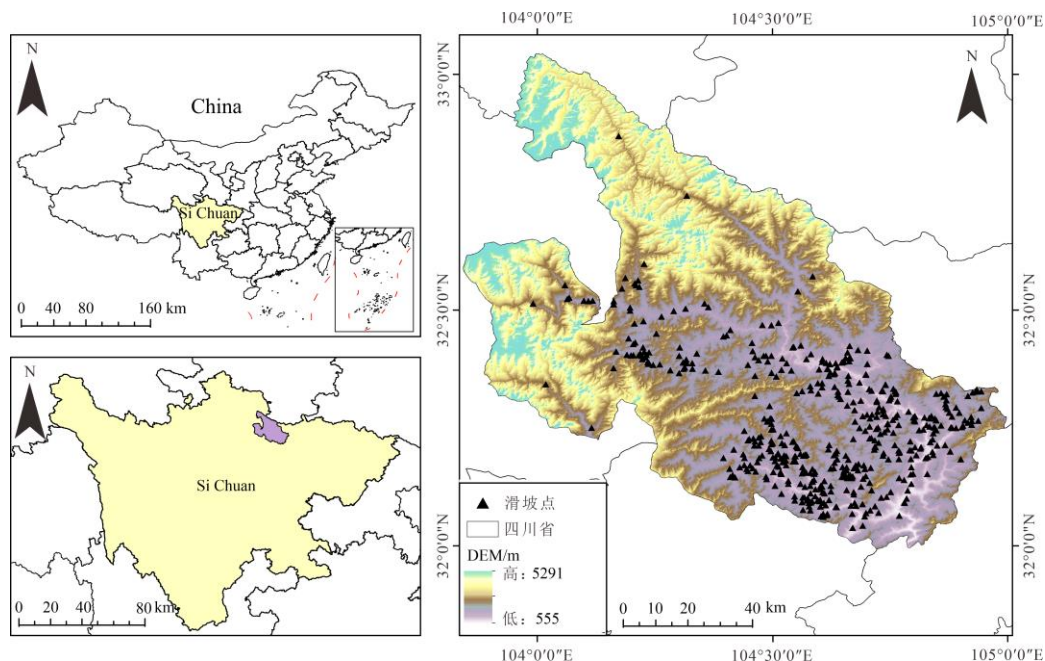 N
China
Si Chuan
0 20 40 80 120 160 km
N
Si Chuan
0 20 40 60 80 km
104°0′0″E 104°30′0″E 105°0′0″E
N
33°0′0″N
32°30′0″N
32°0′0″N
33°0′0″N
32°30′0″N
32°0′0″N
滑坡点
四川省
DEM/m
高：5291
低：555
0 10 20 40 km
104°0′0″E 104°30′0″E 105°0′0″E